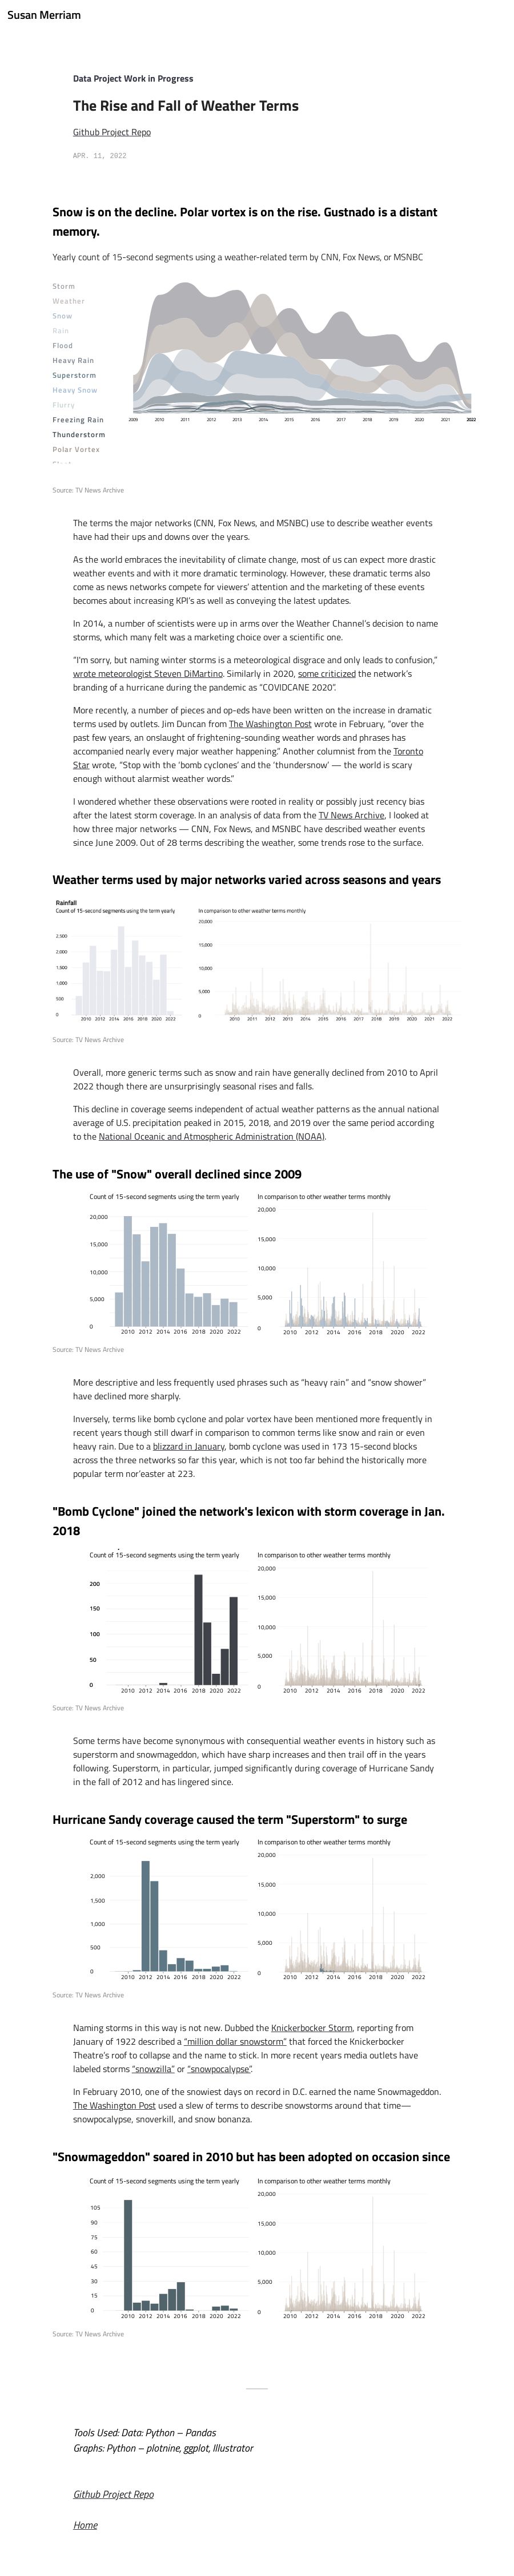 Susan Merriam
Data Project Work in Progress
The Rise and Fall of Weather Terms
Github Project Repo
APR. 11, 2022
Snow is on the decline. Polar vortex is on the rise. Gustnado is a distant
memory.
Yearly count of 15-second segments using a weather-related term by CNN, Fox News, or MSNBC
Storm
Weather
Snow
Rain
Flood
Heavy Rain
Superstorm
Heavy Snow
Flurry
Freezing Rain
Thunderstorm
Polar Vortex
2009 2010 2011 2012 2013 2014 2015 2016 2017 2018 2019 2020 2021 2022
Source: TV News Archive
The terms the major networks (CNN, Fox News, and MSNBC) use to describe weather events
have had their ups and downs over the years.
As the world embraces the inevitability of climate change, most of us can expect more drastic
weather events and with it more dramatic terminology. However, these dramatic terms also
come as news networks compete for viewers’ attention and the marketing of these events
becomes about increasing KPI’s as well as conveying the latest updates.
In 2014, a number of scientists were up in arms over the Weather Channel’s decision to name
storms, which many felt was a marketing choice over a scientific one.
“I’m sorry, but naming winter storms is a meteorological disgrace and only leads to confusion,”
wrote meteorologist Steven DiMartino. Similarly in 2020, some criticized the network’s
branding of a hurricane during the pandemic as “COVIDCANE 2020”.
More recently, a number of pieces and op-eds have been written on the increase in dramatic
terms used by outlets. Jim Duncan from The Washington Post wrote in February, “over the
past few years, an onslaught of frightening-sounding weather words and phrases has
accompanied nearly every major weather happening.” Another columnist from the Toronto
Star wrote, “Stop with the ‘bomb cyclones’ and the ‘thundersnow’ — the world is scary
enough without alarmist weather words.”
I wondered whether these observations were rooted in reality or possibly just recency bias
after the latest storm coverage. In an analysis of data from the TV News Archive, I looked at
how three major networks — CNN, Fox News, and MSNBC have described weather events
since June 2009. Out of 28 terms describing the weather, some trends rose to the surface.
Weather terms used by major networks varied across seasons and years
Rainfall
Count of 15-second segments using the term yearly
2,500
2,000
1,500
1,000
500
0
2010 2012 2014 2016 2018 2020 2022
In comparison to other weather terms monthly
20,000
15,000
10,000
5,000
0
2010 2011 2012 2013 2014 2015 2016 2017 2018 2019 2020 2021 2022
Source: TV News Archive
Overall, more generic terms such as snow and rain have generally declined from 2010 to April
2022 though there are unsurprisingly seasonal rises and falls.
This decline in coverage seems independent of actual weather patterns as the annual national
average of U.S. precipitation peaked in 2015, 2018, and 2019 over the same period according
to the National Oceanic and Atmospheric Administration (NOAA).
The use of "Snow" overall declined since 2009
Count of 15-second segments using the term yearly
20,000
15,000
10,000
5,000
0
2010 2012 2014 2016 2018 2020 2022
In comparison to other weather terms monthly
20,000
15,000
10,000
5,000
0
2010 2012 2014 2016 2018 2020 2022
Source: TV News Archive
More descriptive and less frequently used phrases such as “heavy rain” and “snow shower”
have declined more sharply.
Inversely, terms like bomb cyclone and polar vortex have been mentioned more frequently in
recent years though still dwarf in comparison to common terms like snow and rain or even
heavy rain. Due to a blizzard in January, bomb cyclone was used in 173 15-second blocks
across the three networks so far this year, which is not too far behind the historically more
popular term nor’easter at 223.
"Bomb Cyclone" joined the network's lexicon with storm coverage in Jan.
2018
Count of 15-second segments using the term yearly
200
150
100
50
0
2010 2012 2014 2016 2018 2020 2022
In comparison to other weather terms monthly
20,000
15,000
10,000
5,000
0
2010 2012 2014 2016 2018 2020 2022
Source: TV News Archive
Some terms have become synonymous with consequential weather events in history such as
superstorm and snowmageddon, which have sharp increases and then trail off in the years
following. Superstorm, in particular, jumped significantly during coverage of Hurricane Sandy
in the fall of 2012 and has lingered since.
Hurricane Sandy coverage caused the term "Superstorm" to surge
Count of 15-second segments using the term yearly
2,000
1,500
1,000
500
0
2010 2012 2014 2016 2018 2020 2022
In comparison to other weather terms monthly
20,000
15,000
10,000
5,000
0
2010 2012 2014 2016 2018 2020 2022
Source: TV News Archive
Naming storms in this way is not new. Dubbed the Knickerbocker Storm, reporting from
January of 1922 described a “million dollar snowstorm” that forced the Knickerbocker
Theatre’s roof to collapse and the name to stick. In more recent years media outlets have
labeled storms “snowzilla” or “snowpocalypse”.
In February 2010, one of the snowiest days on record in D.C. earned the name Snowmageddon.
The Washington Post used a slew of terms to describe snowstorms around that time—
snowpocalypse, snoverkill, and snow bonanza.
"Snowmageddon" soared in 2010 but has been adopted on occasion since
Count of 15-second segments using the term yearly
105
90
75
60
45
30
15
0
2010 2012 2014 2016 2018 2020 2022
In comparison to other weather terms monthly
20,000
15,000
10,000
5,000
0
2010 2012 2014 2016 2018 2020 2022
Source: TV News Archive
Tools Used: Data: Python – Pandas
Graphs: Python – plotnine, ggplot, Illustrator
Github Project Repo
Home